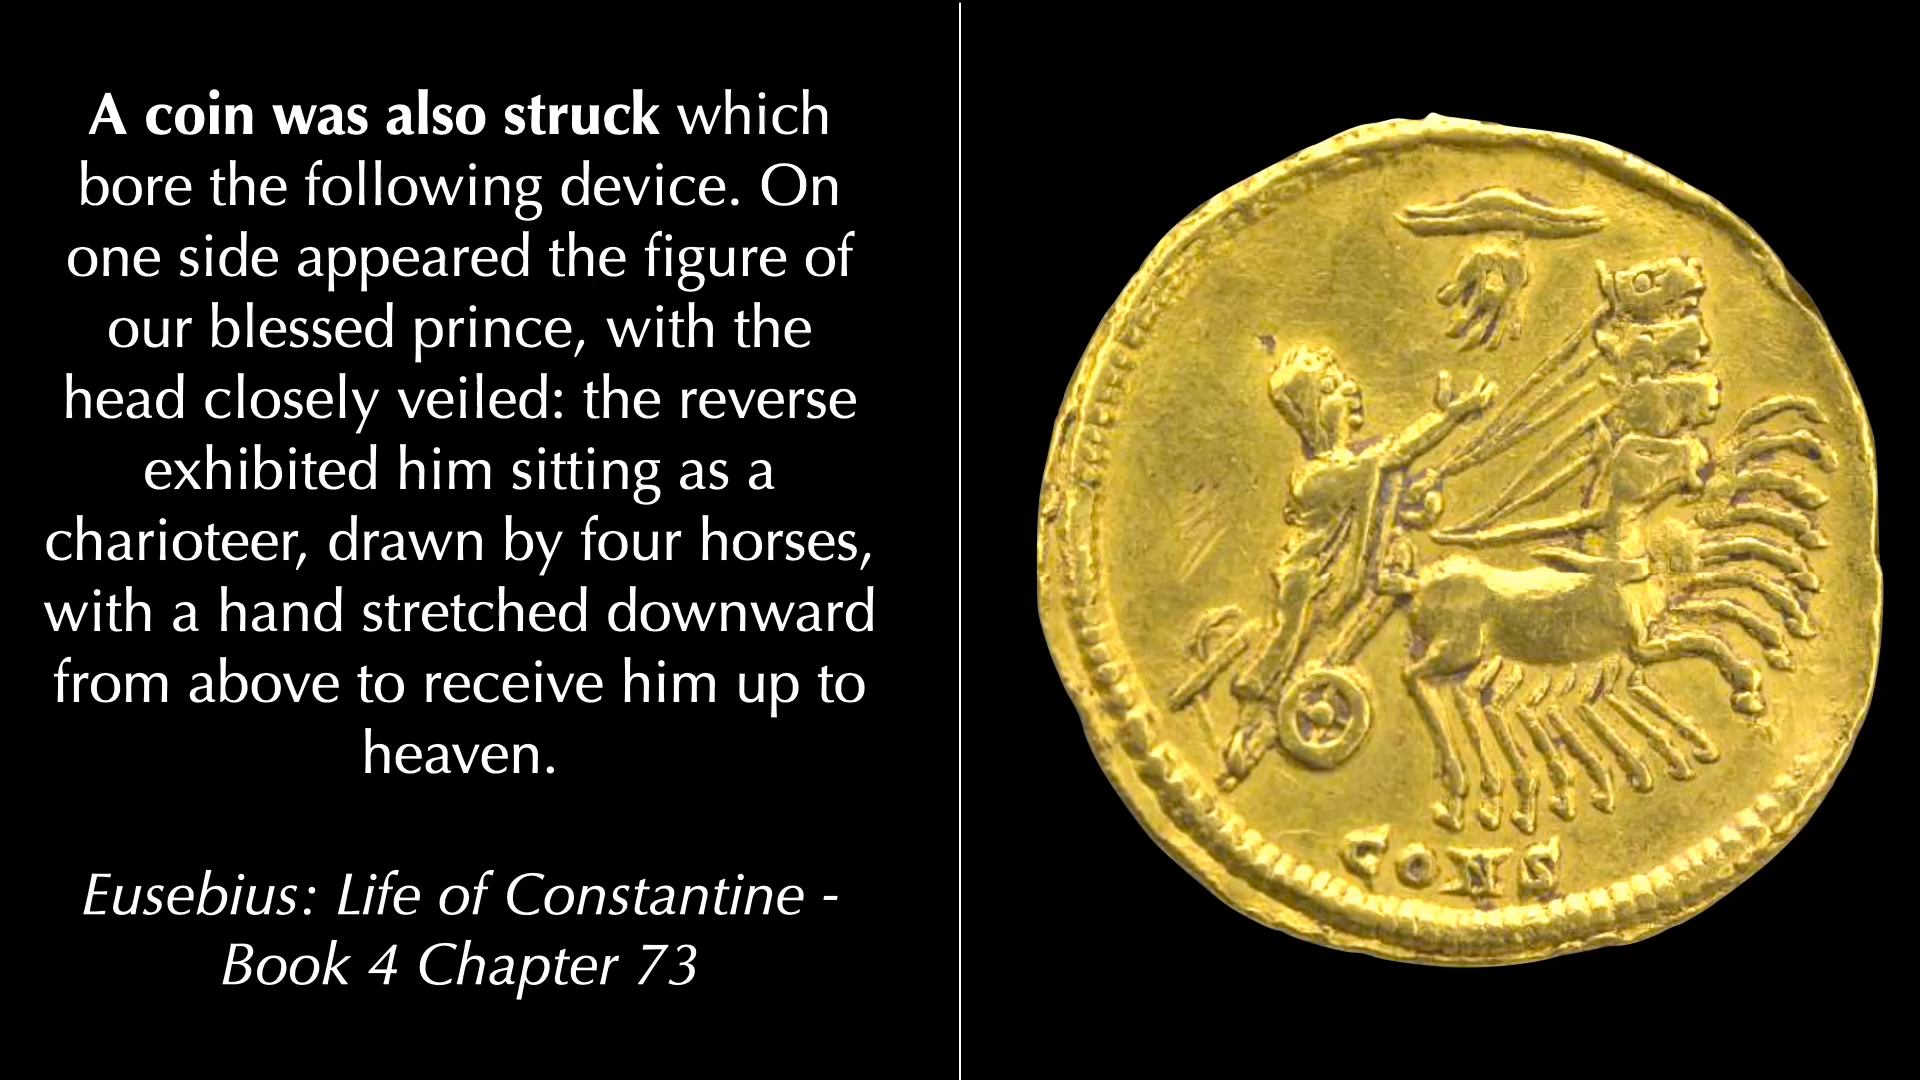 A coin was also struck which
bore the following device. On
one side appeared the figure of
our blessed prince, with the
head closely veiled: the reverse
exhibited him sitting as a
charioteer, drawn by four horses,
with a hand stretched downward
from above to receive him up to
heaven.
Eusebius: Life of Constantine -
Book 4 Chapter 73
CONS